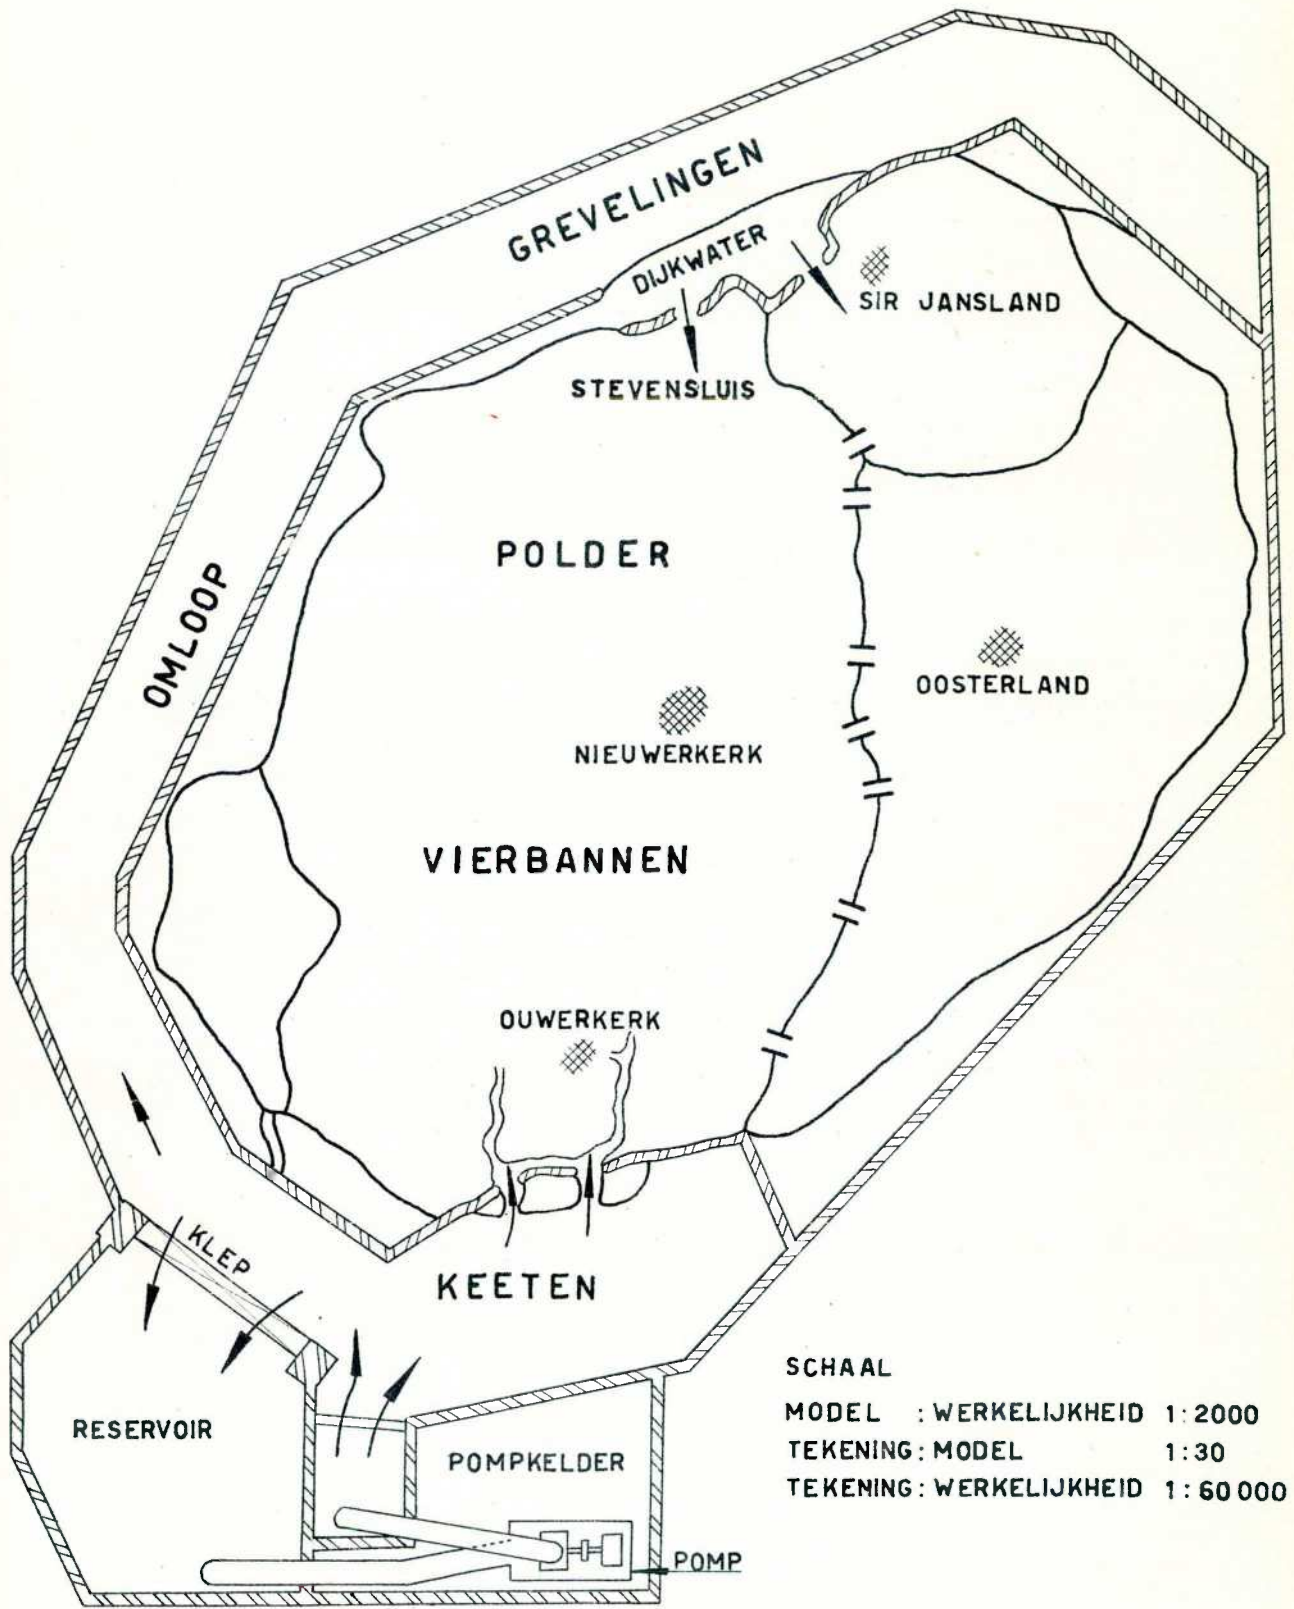 GREVELINGEN
DIJKWATER
SIR JANSLAND
STEVENSLUIS
POLDER
OMLOOP
OOSTERLAND
NIEUWERKERK
VIERBANNEN
OUWERKERK
KLEP
KEETEN
SCHAAL
MODEL : WERKELIJKHEID 1:2000
TEKENING: MODEL 1:30
TEKENING: WERKELIJKHEID 1:60000
RESERVOIR
POMPKELDER
POMP